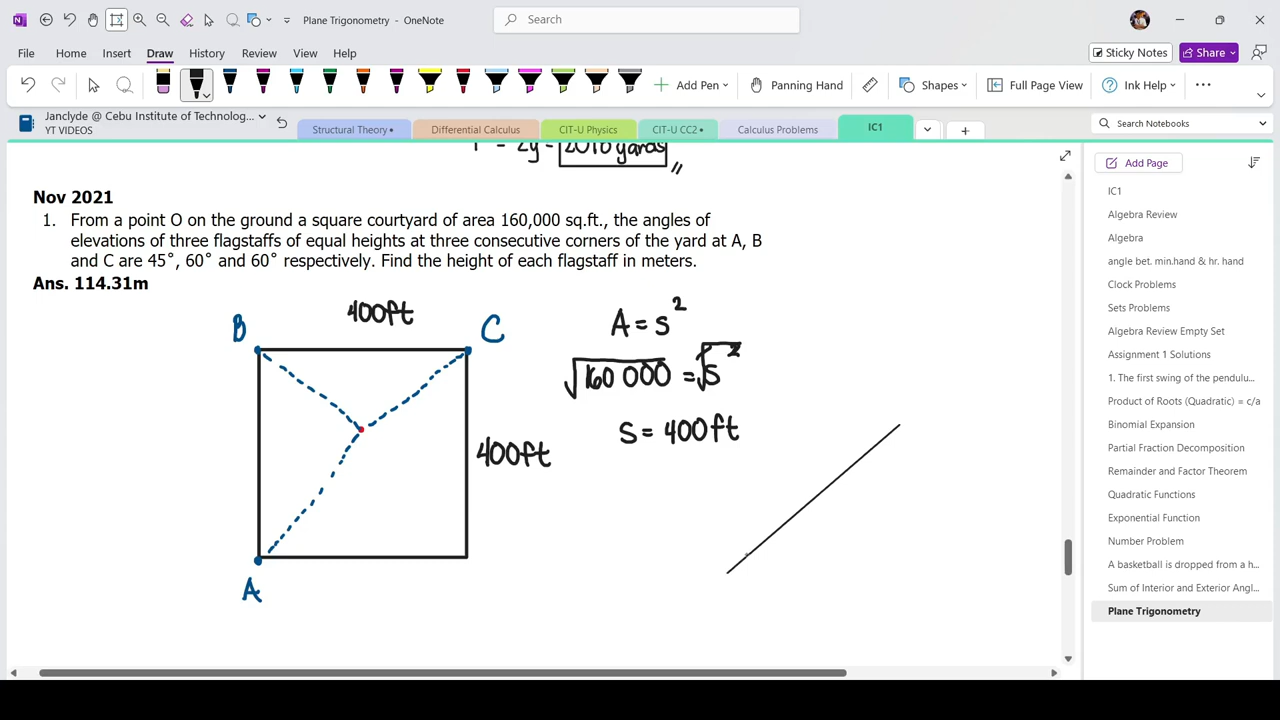 Plane Trigonometry - OneNote
Search
File Home Insert Draw History Review View Help
Sticky Notes
Share
Add Pen
Panning Hand
Shapes
Full Page View
Ink Help
Janclyde @ Cebu Institute of Technolog...
YT VIDEOS
Structural Theory
Differential Calculus
CIT-U Physics
CIT-U CC2
Calculus Problems
IC1
Search Notebooks
Add Page
IC1
Algebra Review
Algebra
angle bet. min.hand & hr. hand
Clock Problems
Sets Problems
Algebra Review Empty Set
Assignment 1 Solutions
1. The first swing of the pendulu...
Product of Roots (Quadratic) = c/a
Binomial Expansion
Partial Fraction Decomposition
Remainder and Factor Theorem
Quadratic Functions
Exponential Function
Number Problem
A basketball is dropped from a h...
Sum of Interior and Exterior Angl...
Plane Trigonometry
Nov 2021
1. From a point O on the ground a square courtyard of area 160,000 sq.ft., the angles of
elevations of three flagstaffs of equal heights at three consecutive corners of the yard at A, B
and C are 45°, 60° and 60° respectively. Find the height of each flagstaff in meters.
Ans. 114.31m
400ft
B
C
400ft
A
A = s²
√160 000 = √s²
s = 400ft